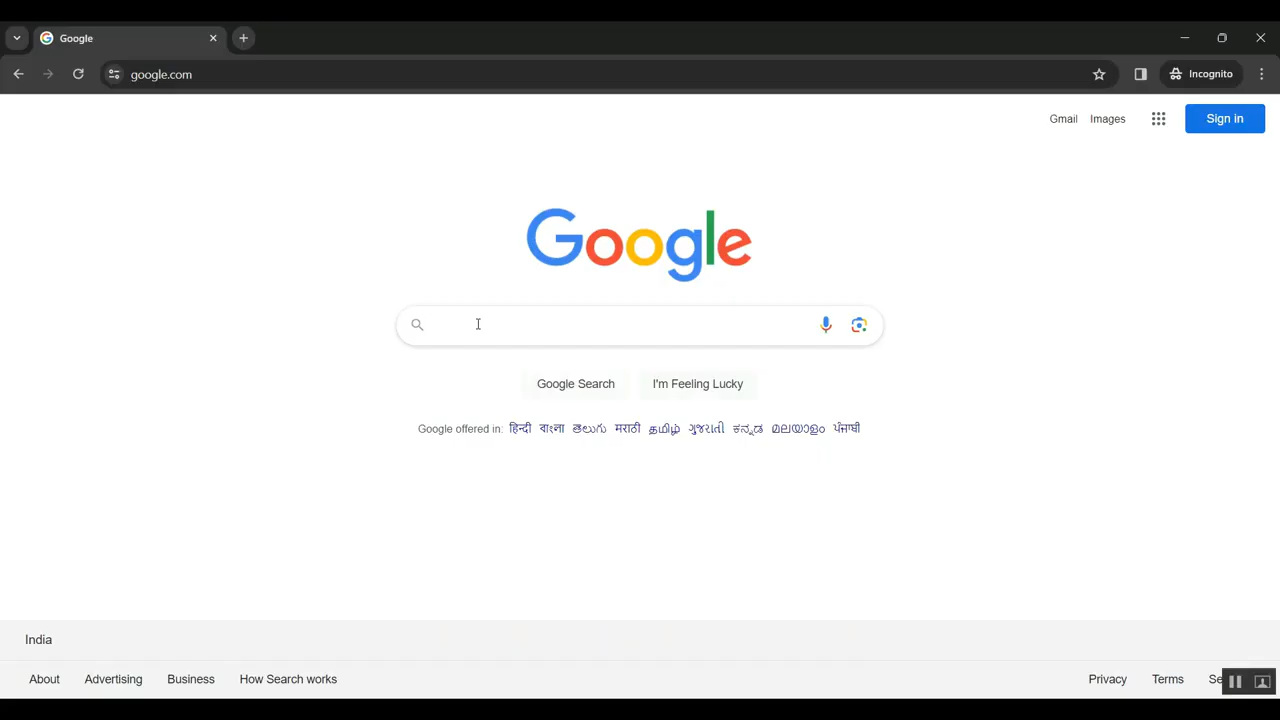 Google
google.com
Incognito
Gmail Images Sign in
Google
Google Search I'm Feeling Lucky
Google offered in: हिन्दी বাংলা తెలుగు मराठी தமிழ் ગુજરાતી ಕನ್ನಡ മലയാളം ਪੰਜਾਬੀ
India
About Advertising Business How Search works Privacy Terms Se